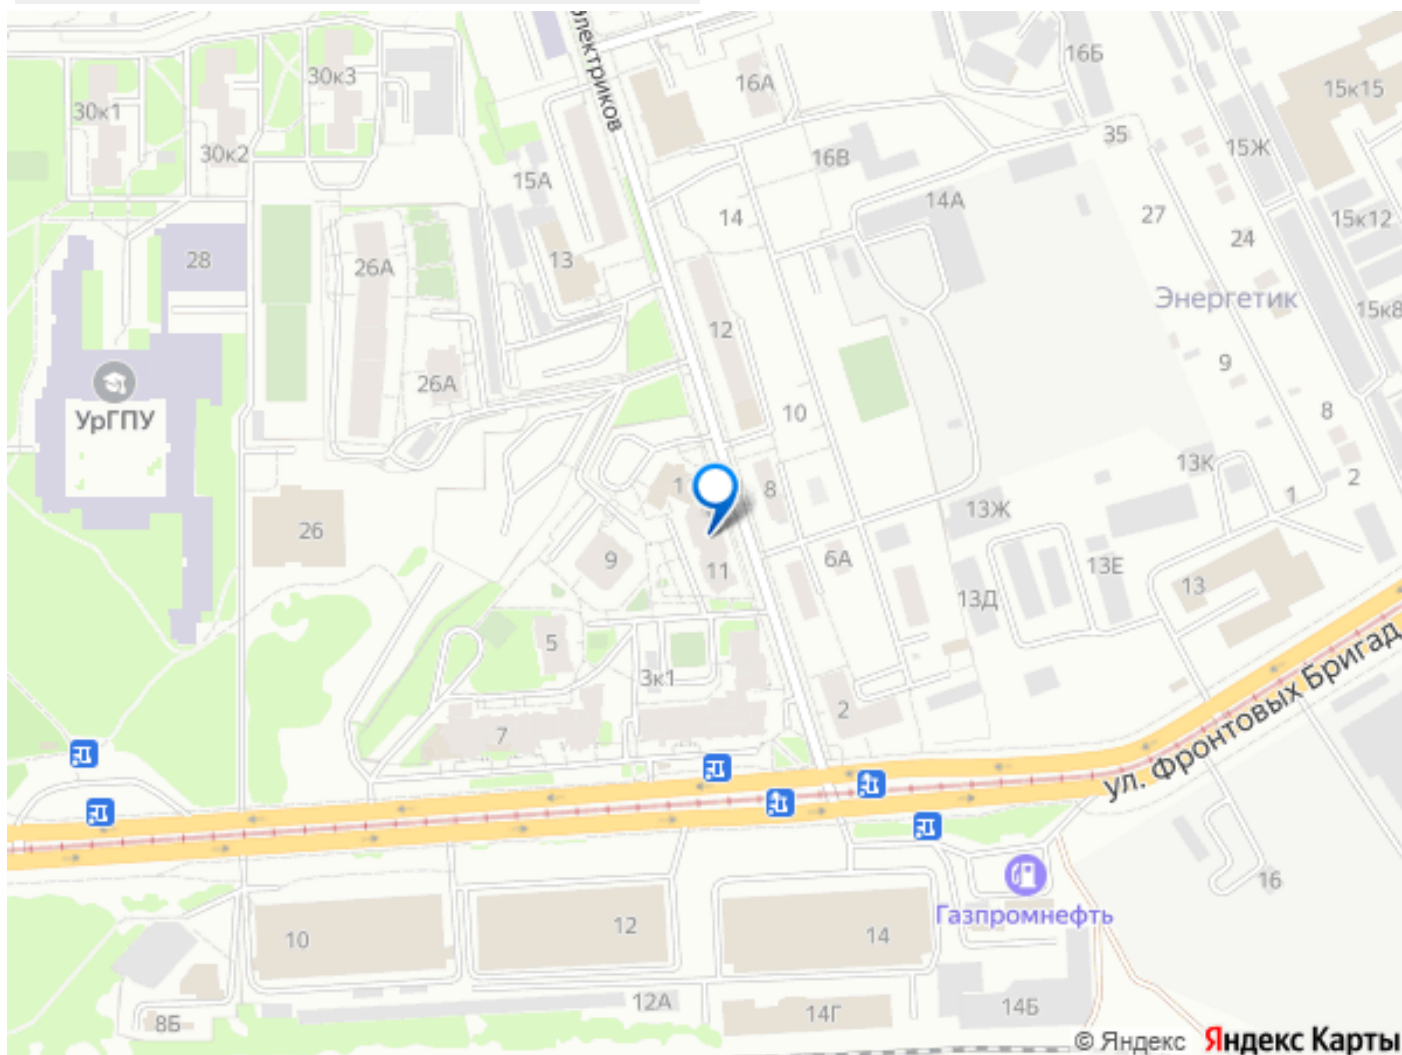 электриков
16Б
16А
15к15
30к3
30к1
30к2
35
15Ж
16В
15А
14А
14
27
15к12
24
28
26А
13
Энергетик
15к8
12
9
26А
УрГПУ
10
8
13К
2
1
8
1
26
13Ж
9
6А
11
13Е
13
13Д
5
3к1
2
7
ул. Фронтовых Бригад
16
Газпромнефть
10
12
14
12А
14Г
14Б
8Б
© Яндекс Яндекс Карты